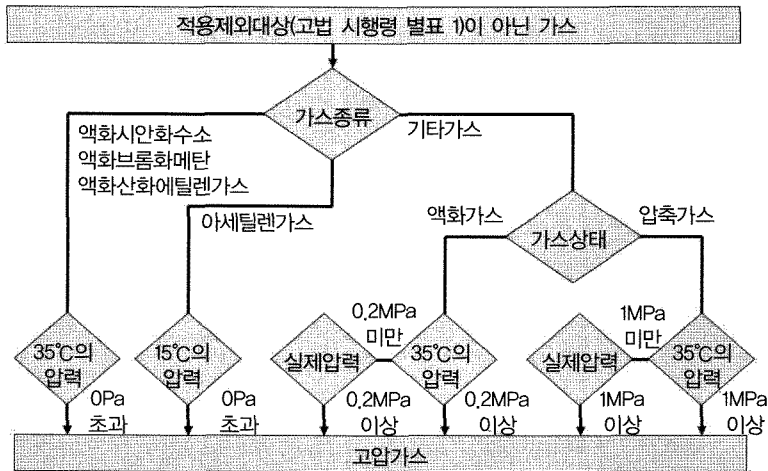 적용제외대상(고법 시행령 별표 1)이 아닌 가스
가스종류
기타가스
액화시안화수소
액화브롬화메탄
액화산화에틸렌가스
아세틸렌가스
액화가스
가스상태
압축가스
35℃의
압력
0Pa
초과
15℃의
압력
0Pa
초과
실제압력
0.2MPa
미만
35℃의
압력
0.2MPa
이상
0.2MPa
이상
실제압력
1MPa
미만
35℃의
압력
1MPa
이상
1MPa
이상
고압가스